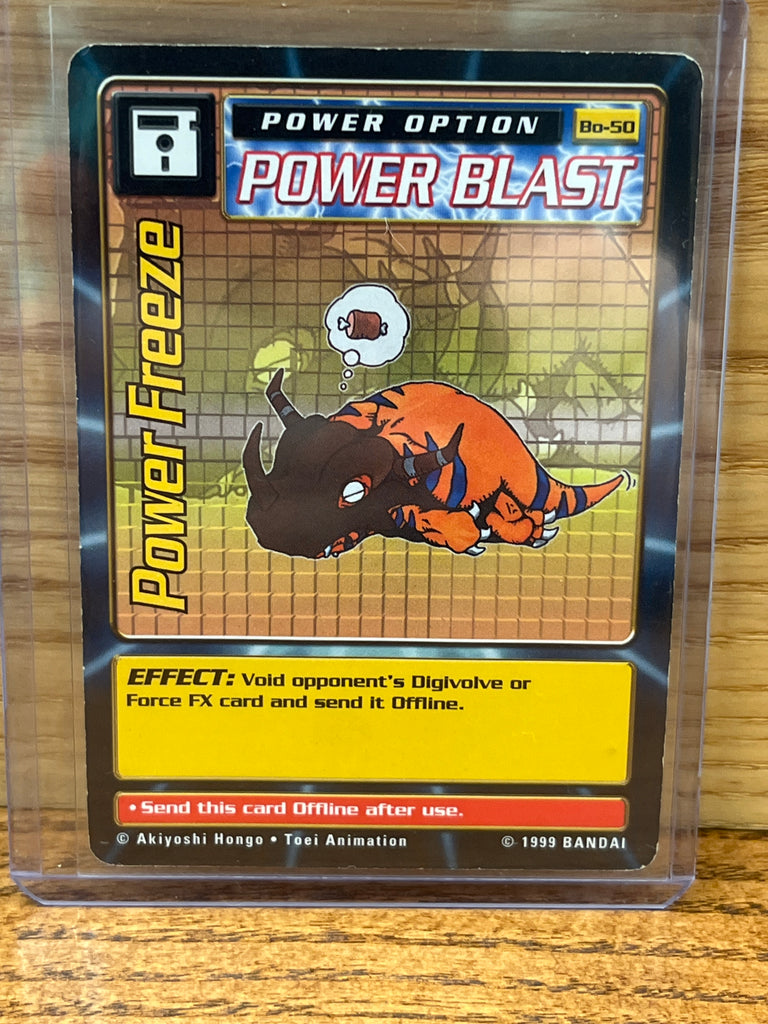 POWER OPTION
Bo-50
POWER BLAST
Power Freeze
EFFECT: Void opponent's Digivolve or
Force FX card and send it Offline.
• Send this card Offline after use.
© Akiyoshi Hongo • Toei Animation
© 1999 BANDAI